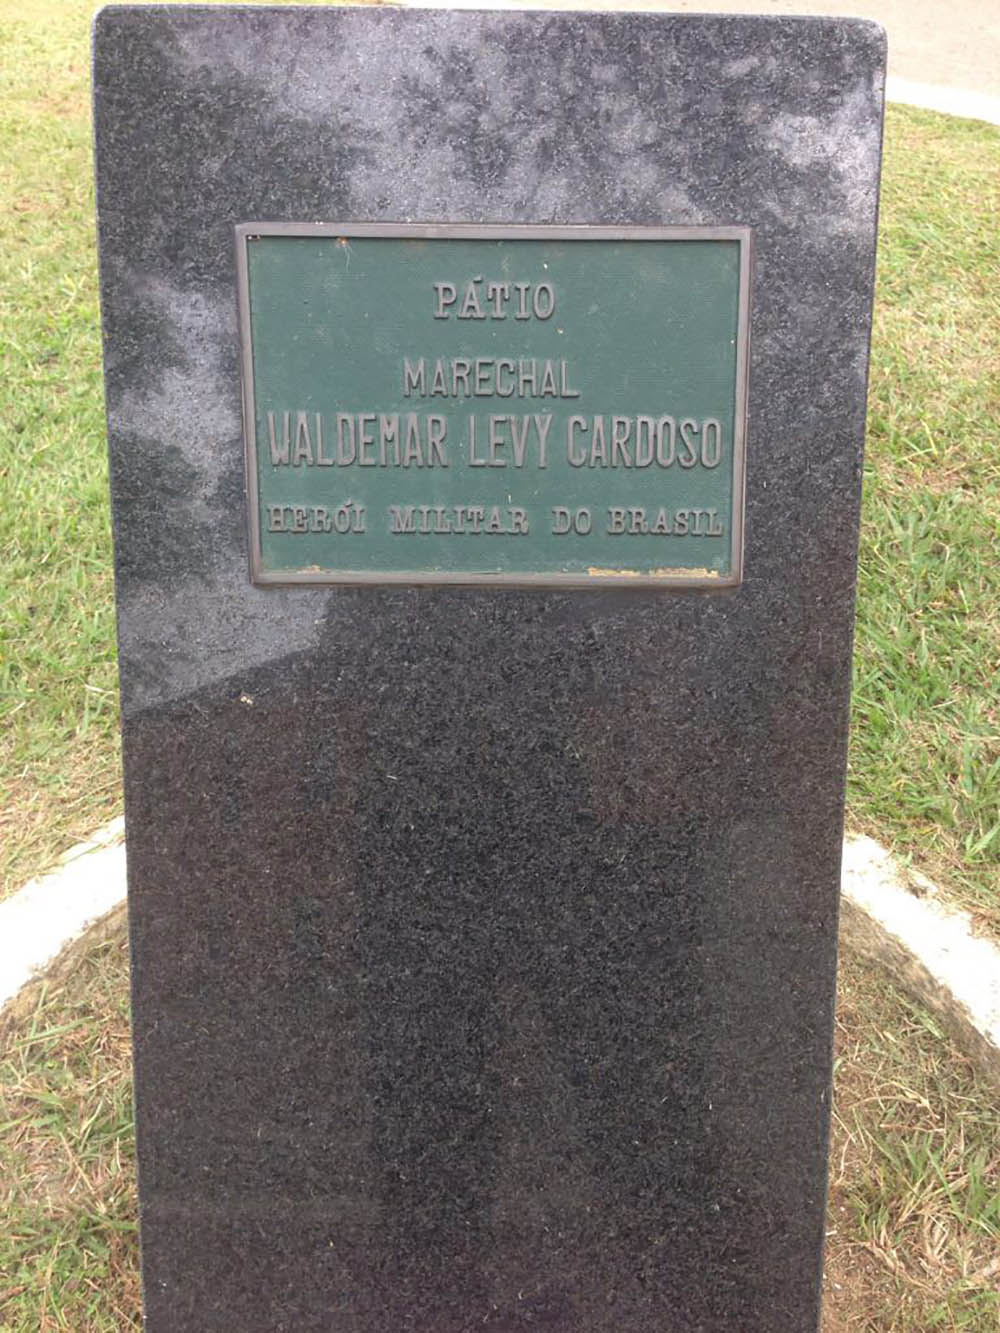 PÁTIO
MARECHAL
WALDEMAR LEVY CARDOSO
HERÓI MILITAR DO BRASIL